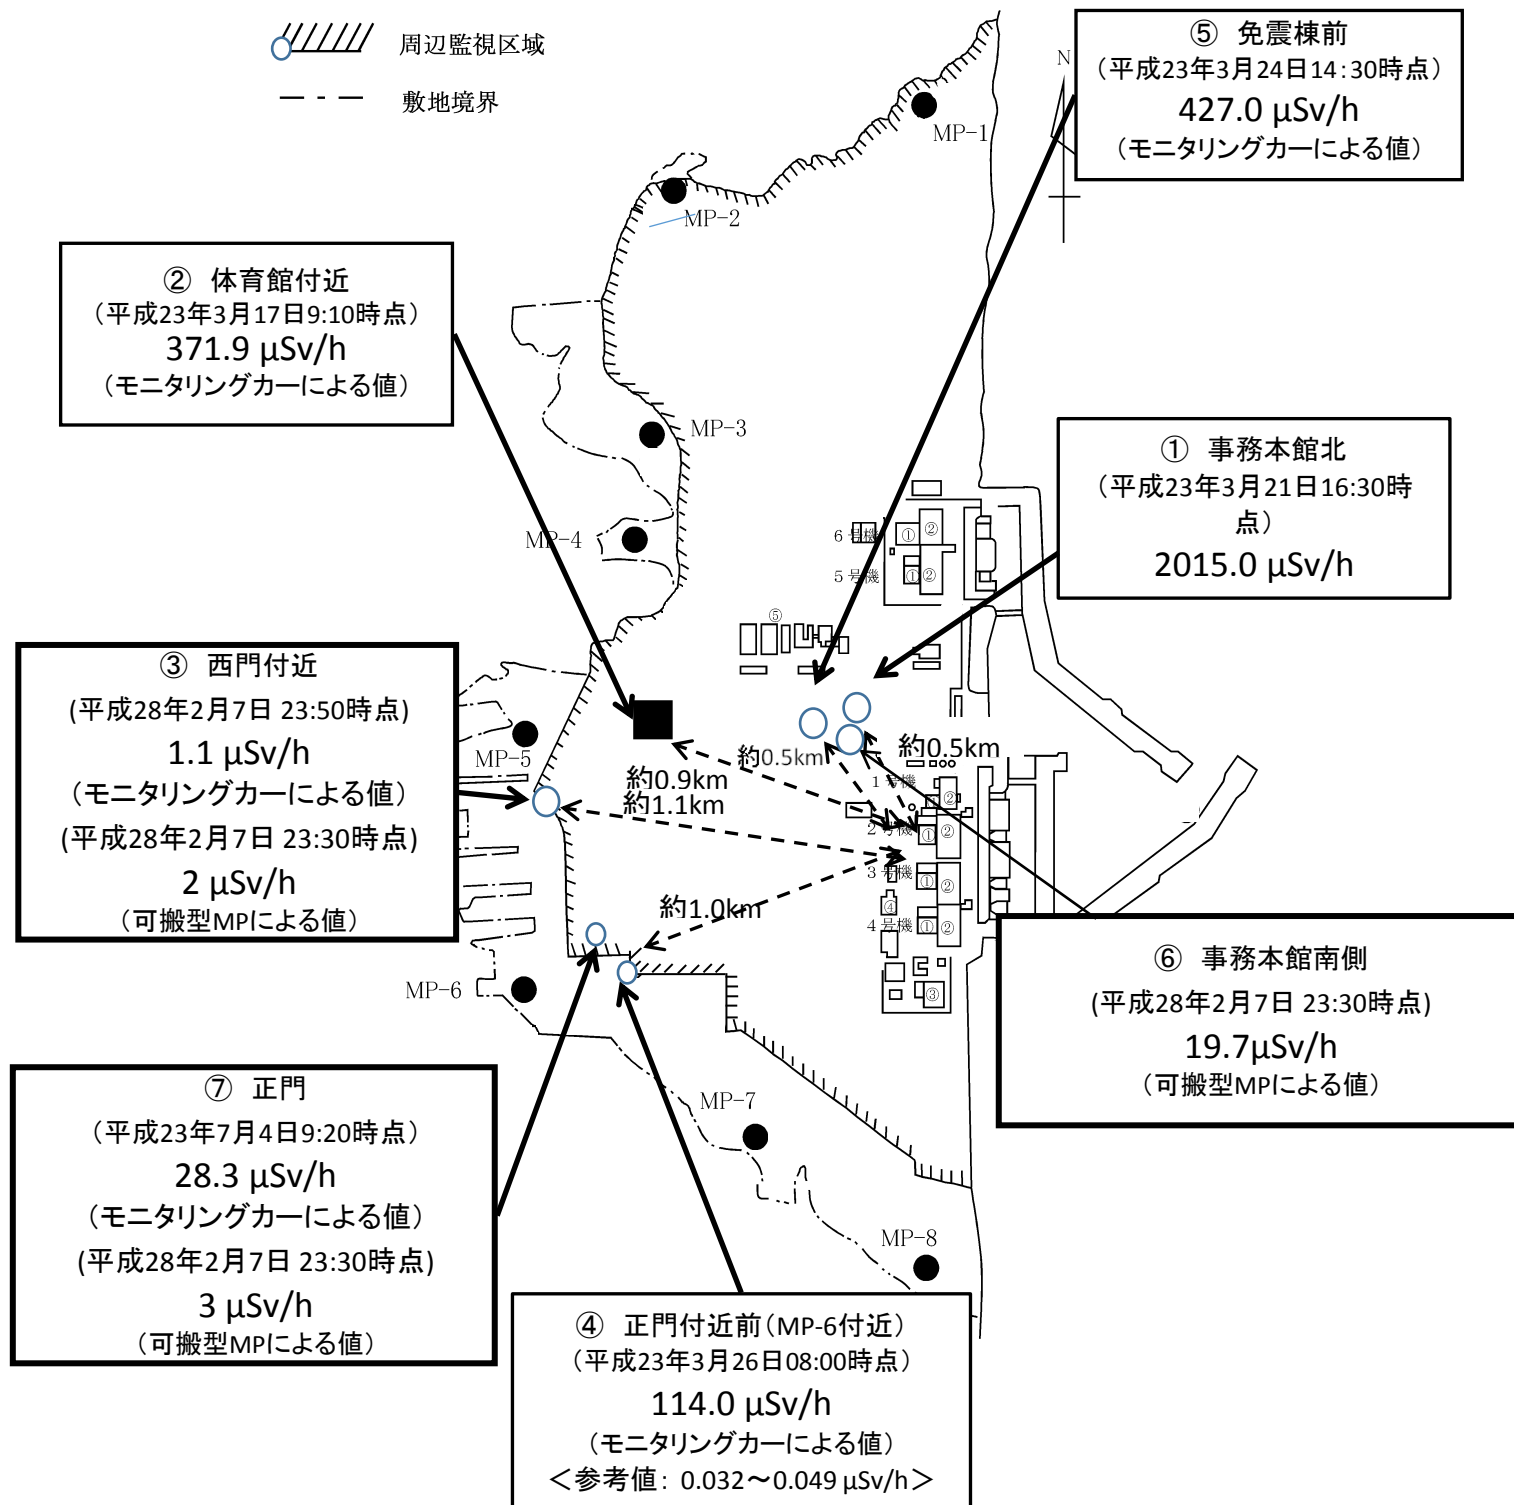 周辺監視区域
敷地境界
N
⑤ 免震棟前
(平成23年3月24日14:30時点)
427.0 μSv/h
(モニタリングカーによる値)
MP-1
MP-2
② 体育館付近
(平成23年3月17日9:10時点)
371.9 μSv/h
(モニタリングカーによる値)
MP-3
① 事務本館北
(平成23年3月21日16:30時
点)
2015.0 μSv/h
MP-4
6号機
① ②
5号機
① ②
⑤
③ 西門付近
(平成28年2月7日 23:50時点)
1.1 μSv/h
(モニタリングカーによる値)
(平成28年2月7日 23:30時点)
2 μSv/h
(可搬型MPによる値)
MP-5
約0.5km
約0.5km
約0.9km
約1.1km
1号機
① ②
2号機
① ②
3号機
① ②
④
4号機
① ②
③
約1.0km
MP-6
⑥ 事務本館南側
(平成28年2月7日 23:30時点)
19.7μSv/h
(可搬型MPによる値)
⑦ 正門
(平成23年7月4日9:20時点)
28.3 μSv/h
(モニタリングカーによる値)
(平成28年2月7日 23:30時点)
3 μSv/h
(可搬型MPによる値)
MP-7
MP-8
④ 正門付近前(MP-6付近)
(平成23年3月26日08:00時点)
114.0 μSv/h
(モニタリングカーによる値)
<参考値: 0.032~0.049 μSv/h>